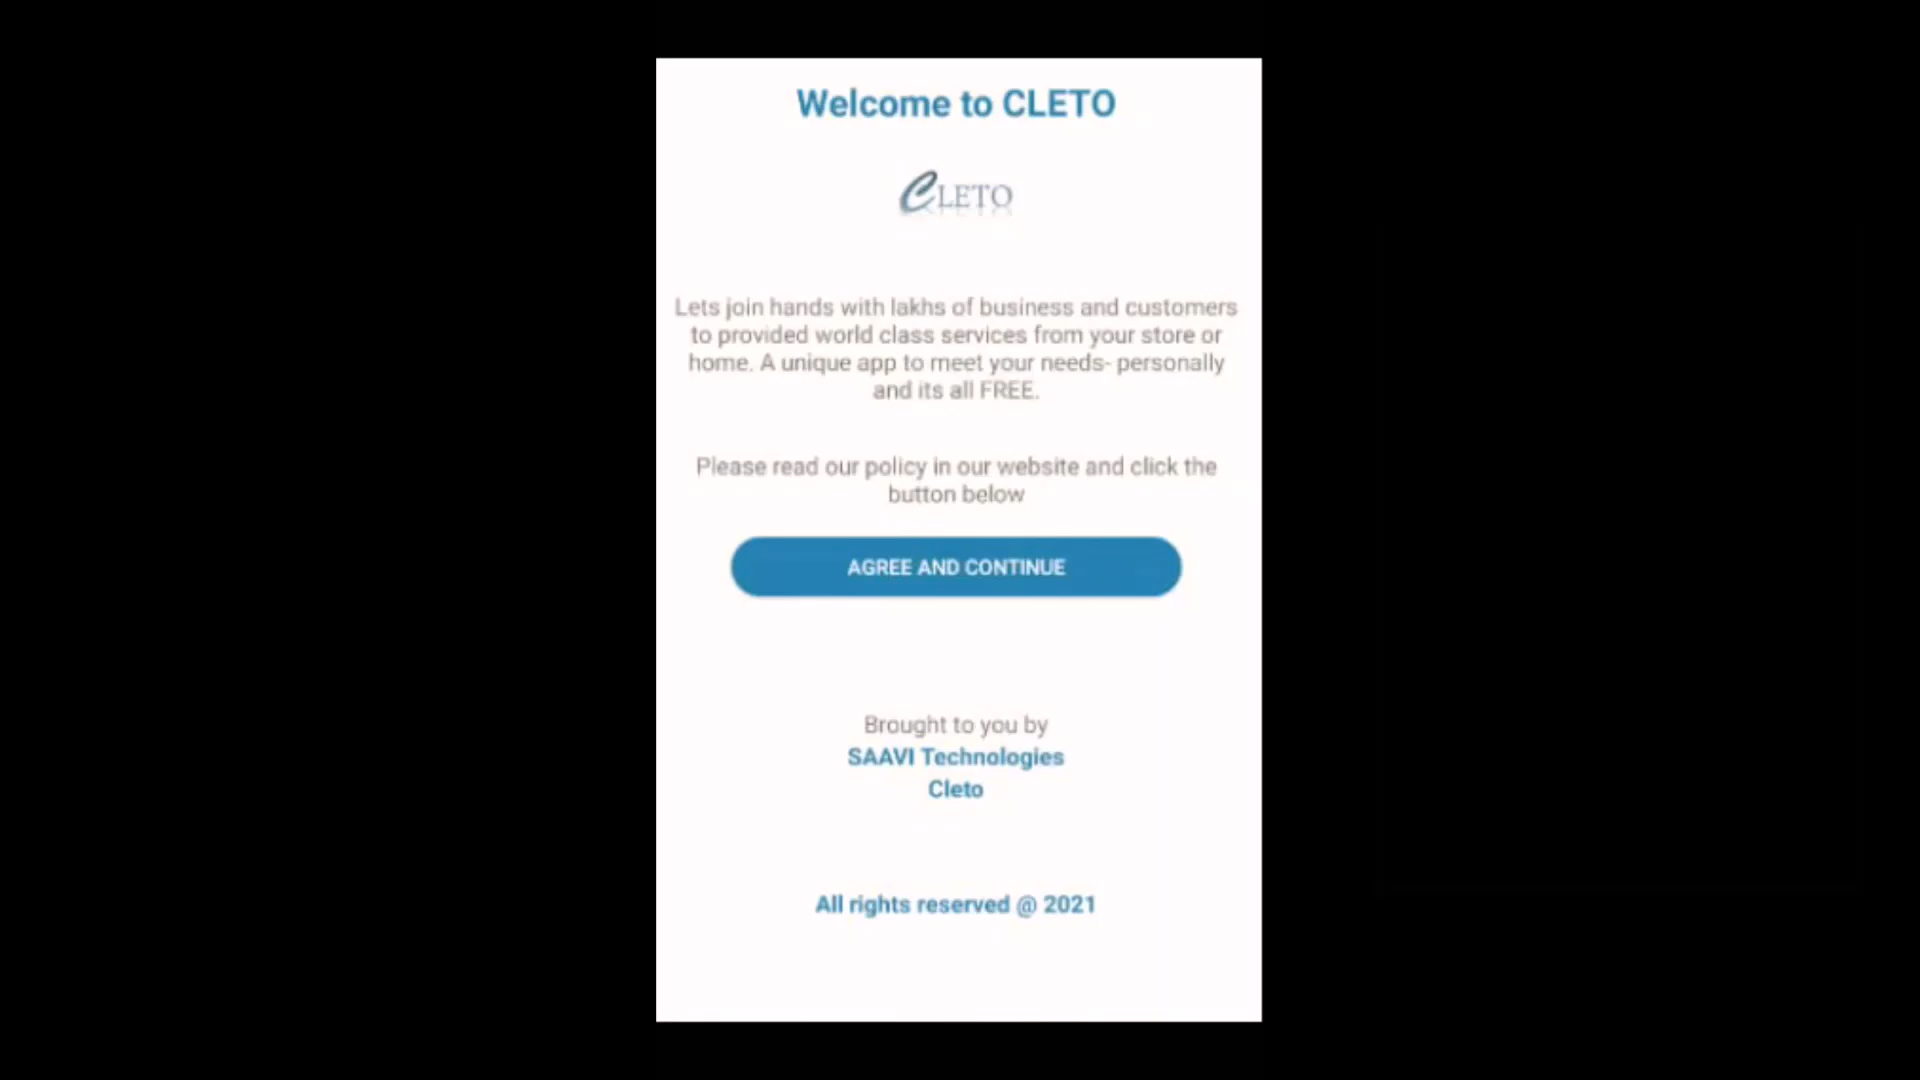 Welcome to CLETO
CLETO
Lets join hands with lakhs of business and customers
to provided world class services from your store or
home. A unique app to meet your needs- personally
and its all FREE.
Please read our policy in our website and click the
button below
AGREE AND CONTINUE
Brought to you by
SAAVI Technologies
Cleto
All rights reserved @ 2021